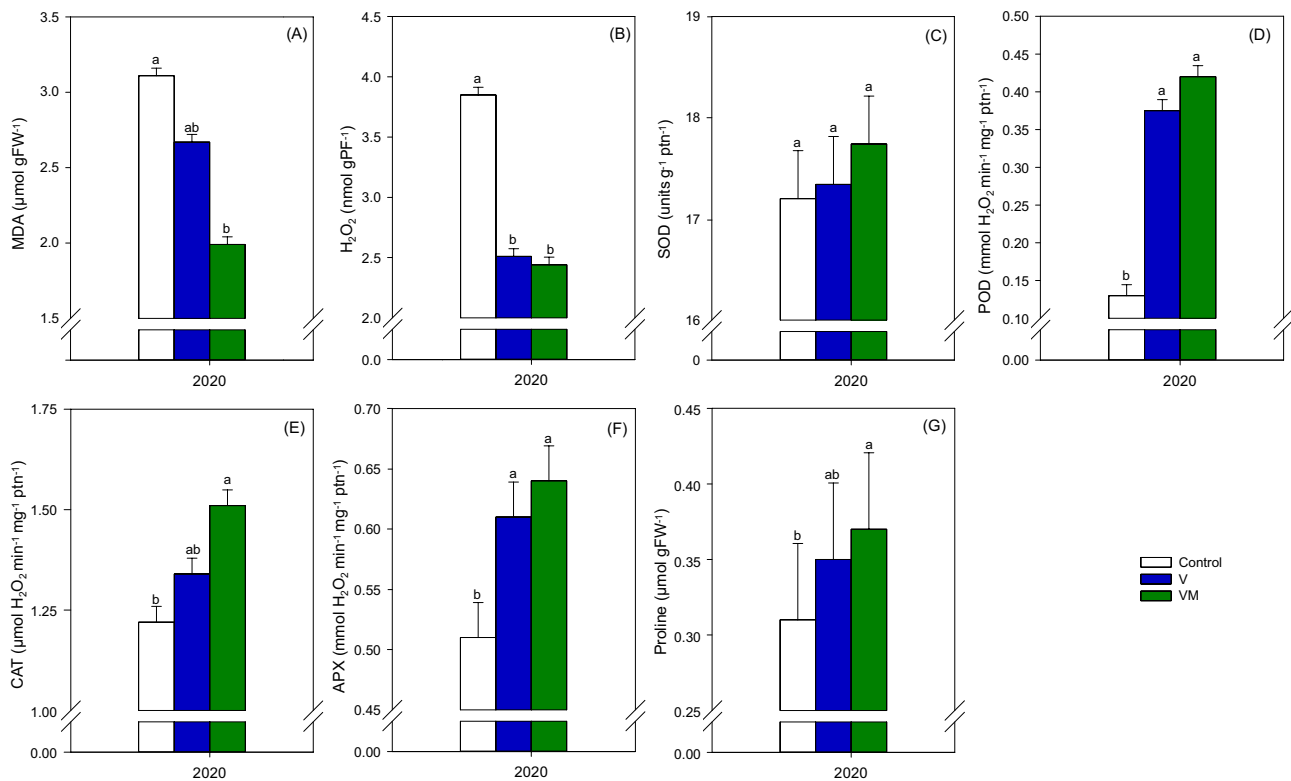 (A)
MDA (µmol gFW⁻¹)
3.5
3.0
2.5
2.0
1.5
a
ab
b
2020
(B)
H₂O₂ (nmol gPF⁻¹)
4.5
4.0
3.5
3.0
2.5
2.0
0.0
a
b
b
2020
(C)
SOD (units g⁻¹ ptn⁻¹)
19
18
17
16
0
a
a
a
2020
(D)
POD (mmol H₂O₂ min⁻¹ mg⁻¹ ptn⁻¹)
0.50
0.45
0.40
0.35
0.30
0.25
0.20
0.15
0.10
0.00
b
a
a
2020
(E)
CAT (µmol H₂O₂ min⁻¹ mg⁻¹ ptn⁻¹)
1.75
1.50
1.25
1.00
0.00
b
ab
a
2020
(F)
APX (mmol H₂O₂ min⁻¹ mg⁻¹ ptn⁻¹)
0.70
0.65
0.60
0.55
0.50
0.45
0.00
b
a
a
2020
(G)
Proline (µmol gFW⁻¹)
0.45
0.40
0.35
0.30
0.25
0.00
b
ab
a
2020
Control
V
VM